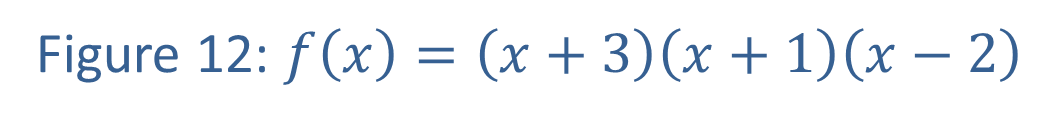 Figure 12: f(x) = (x + 3)(x + 1)(x − 2)